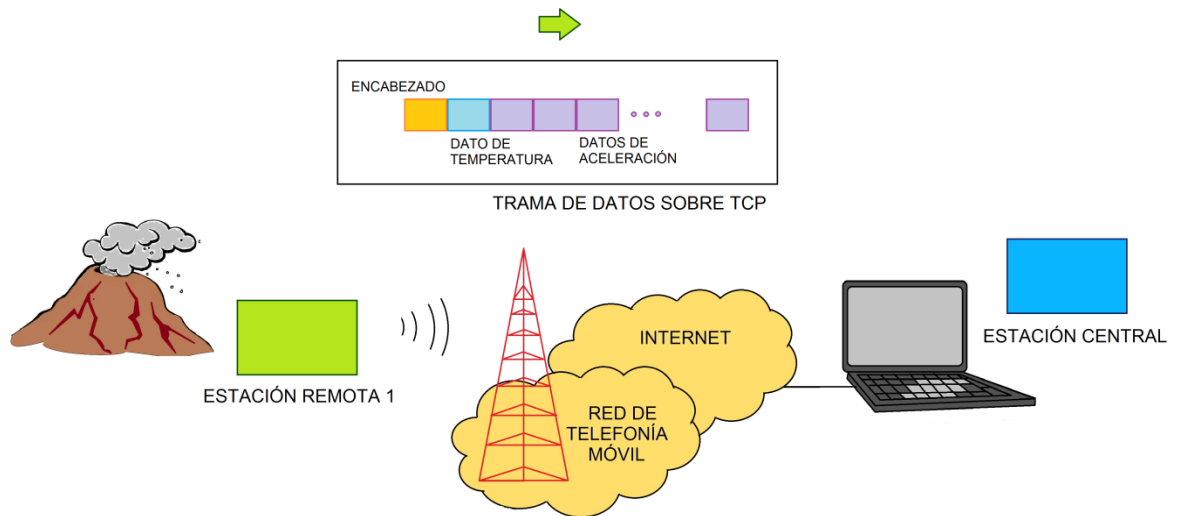 ENCABEZADO
DATO DE
TEMPERATURA
DATOS DE
ACELERACIÓN
TRAMA DE DATOS SOBRE TCP
ESTACIÓN REMOTA 1
INTERNET
RED DE
TELEFONÍA
MÓVIL
ESTACIÓN CENTRAL